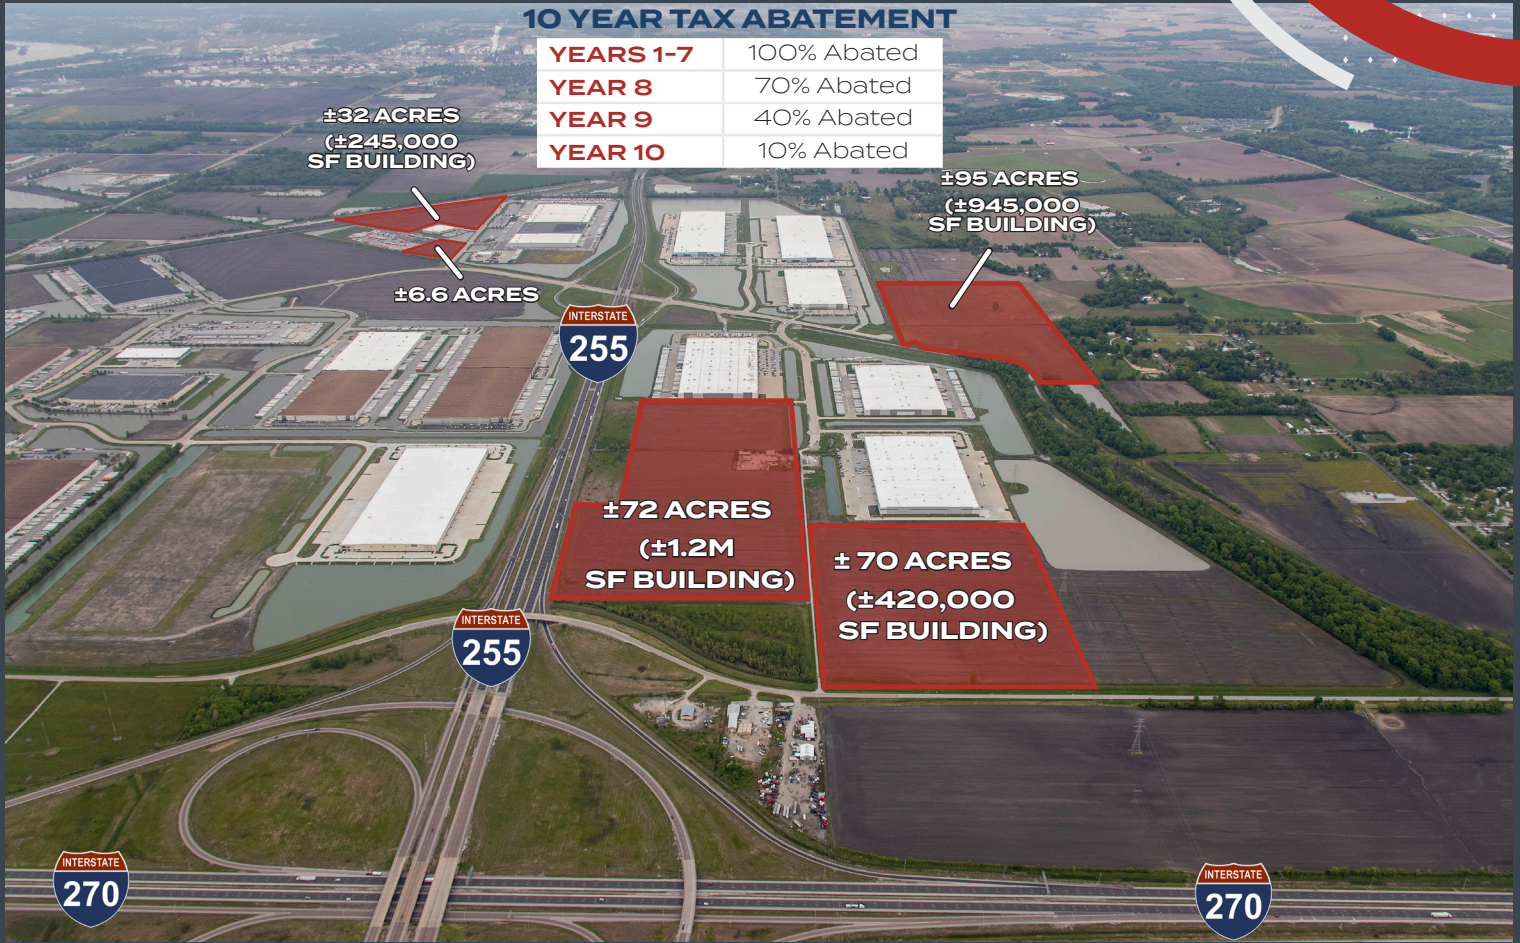 10 YEAR TAX ABATEMENT
YEARS 1-7 100% Abated
YEAR 8 70% Abated
YEAR 9 40% Abated
YEAR 10 10% Abated
±32 ACRES
(±245,000
SF BUILDING)
±95 ACRES
(±945,000
SF BUILDING)
±6.6 ACRES
INTERSTATE
255
±72 ACRES
(±1.2M
SF BUILDING)
± 70 ACRES
(±420,000
SF BUILDING)
INTERSTATE
255
INTERSTATE
270
INTERSTATE
270